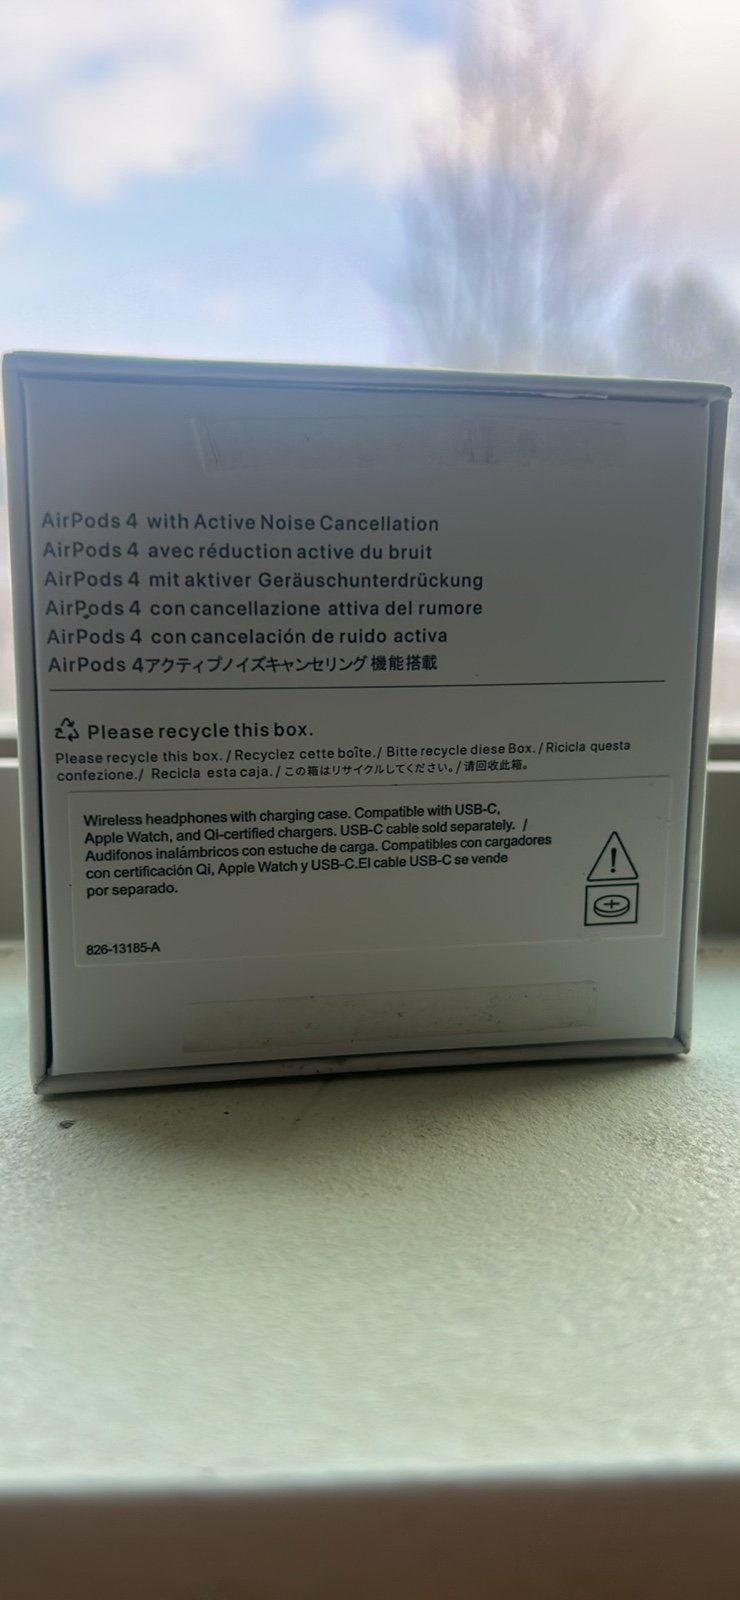 AirPods 4 with Active Noise Cancellation
AirPods 4 avec réduction active du bruit
AirPods 4 mit aktiver Geräuschunterdrückung
AirPods 4 con cancellazione attiva del rumore
AirPods 4 con cancelación de ruido activa
AirPods 4アクティブノイズキャンセリング機能搭載
Please recycle this box.
Please recycle this box. / Recyclez cette boîte./ Bitte recycle diese Box. / Ricicla questa
confezione./ Recicla esta caja. / この箱はリサイクルしてください。/ 请回收此箱。
Wireless headphones with charging case. Compatible with USB-C,
Apple Watch, and Qi-certified chargers. USB-C cable sold separately. /
Audifonos inalámbricos con estuche de carga. Compatibles con cargadores
con certificación Qi, Apple Watch y USB-C.El cable USB-C se vende
por separado.
826-13185-A